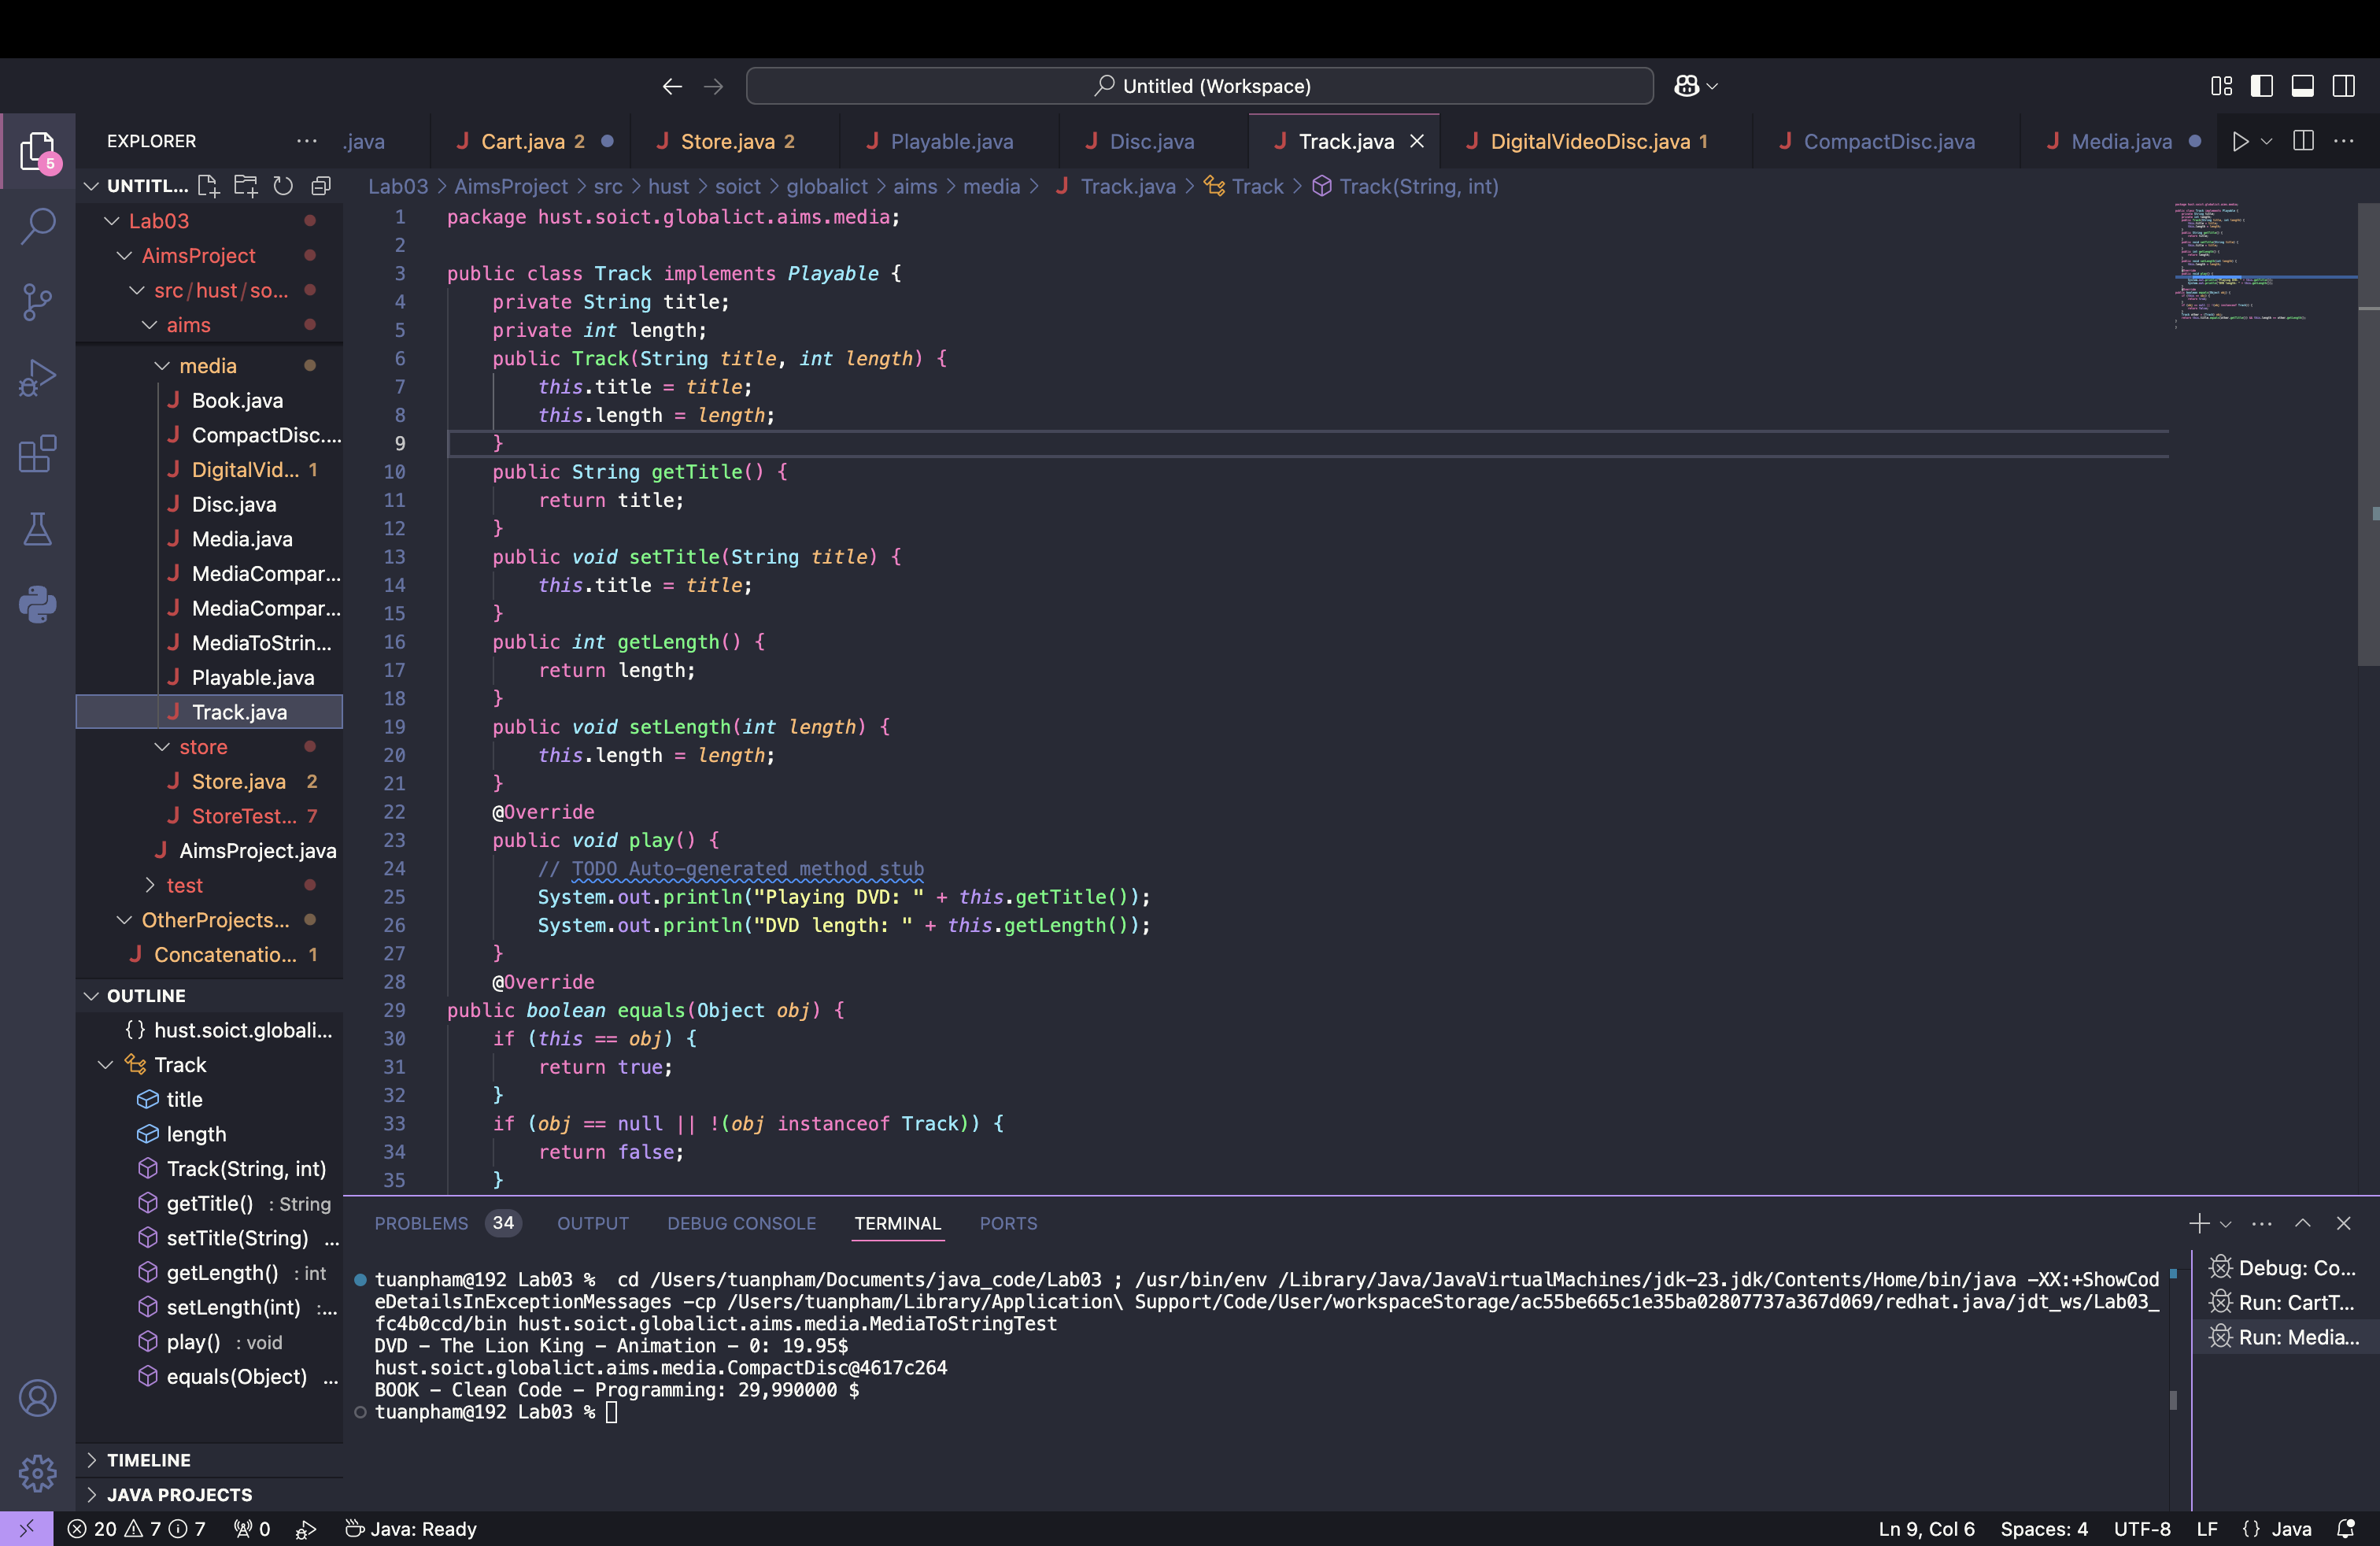 Untitled (Workspace)
EXPLORER
.java
Cart.java 2
Store.java 2
Playable.java
Disc.java
Track.java
DigitalVideoDisc.java 1
CompactDisc.java
Media.java
5
UNTITL...
Lab03 > AimsProject > src > hust > soict > globalict > aims > media > Track.java > Track > Track(String, int)
Lab03
AimsProject
src/hust/so...
aims
media
Book.java
CompactDisc....
DigitalVid... 1
Disc.java
Media.java
MediaCompar...
MediaCompar...
MediaToStrin...
Playable.java
Track.java
store
Store.java 2
StoreTest... 7
AimsProject.java
test
OtherProjects...
Concatenatio... 1
OUTLINE
hust.soict.globali...
Track
title
length
Track(String, int)
getTitle() : String
setTitle(String) ...
getLength() : int
setLength(int) :...
play() : void
equals(Object) ...
TIMELINE
JAVA PROJECTS
1 package hust.soict.globalict.aims.media;
2
3 public class Track implements Playable {
4 private String title;
5 private int length;
6 public Track(String title, int length) {
7 this.title = title;
8 this.length = length;
9 }
10 public String getTitle() {
11 return title;
12 }
13 public void setTitle(String title) {
14 this.title = title;
15 }
16 public int getLength() {
17 return length;
18 }
19 public void setLength(int length) {
20 this.length = length;
21 }
22 @Override
23 public void play() {
24 // TODO Auto-generated method stub
25 System.out.println("Playing DVD: " + this.getTitle());
26 System.out.println("DVD length: " + this.getLength());
27 }
28 @Override
29 public boolean equals(Object obj) {
30 if (this == obj) {
31 return true;
32 }
33 if (obj == null || !(obj instanceof Track)) {
34 return false;
35 }
PROBLEMS 34 OUTPUT DEBUG CONSOLE TERMINAL PORTS
tuanpham@192 Lab03 %  cd /Users/tuanpham/Documents/java_code/Lab03 ; /usr/bin/env /Library/Java/JavaVirtualMachines/jdk-23.jdk/Contents/Home/bin/java -XX:+ShowCod
eDetailsInExceptionMessages -cp /Users/tuanpham/Library/Application\ Support/Code/User/workspaceStorage/ac55be665c1e35ba02807737a367d069/redhat.java/jdt_ws/Lab03_
fc4b0ccd/bin hust.soict.globalict.aims.media.MediaToStringTest
DVD - The Lion King - Animation - 0: 19.95$
hust.soict.globalict.aims.media.CompactDisc@4617c264
BOOK - Clean Code - Programming: 29,990000 $
tuanpham@192 Lab03 %
Debug: Co...
Run: CartT...
Run: Media...
20 7 7 0 Java: Ready
Ln 9, Col 6 Spaces: 4 UTF-8 LF {} Java